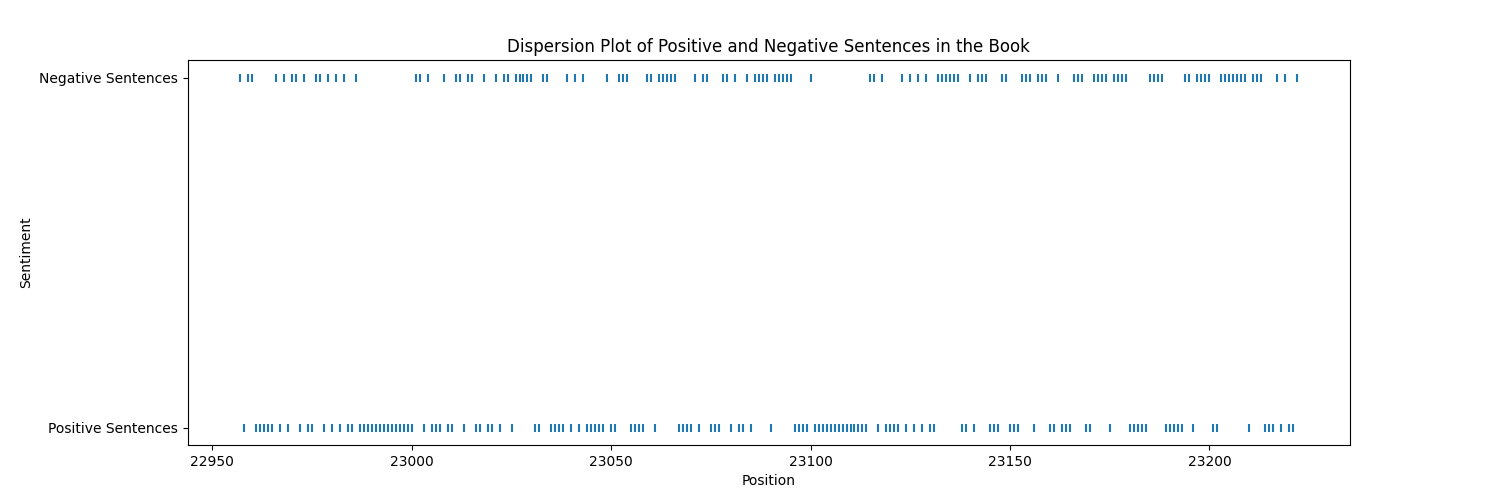 Dispersion Plot of Positive and Negative Sentences in the Book
Negative Sentences
Sentiment
Positive Sentences
22950 23000 23050 23100 23150 23200
Position